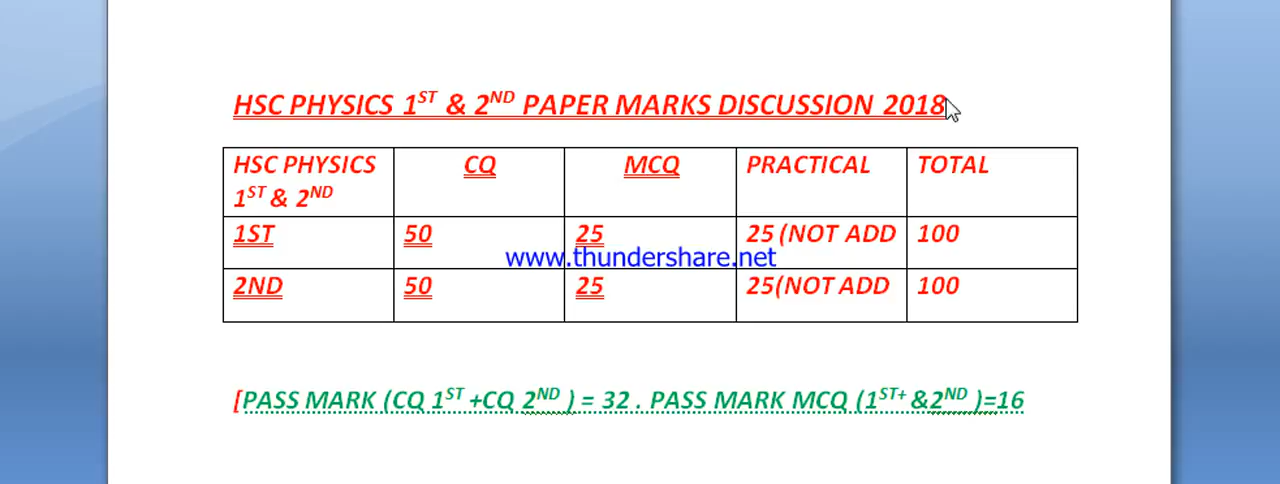 HSC PHYSICS 1ST & 2ND PAPER MARKS DISCUSSION 2018
HSC PHYSICS 1ST & 2ND CQ MCQ PRACTICAL TOTAL
1ST 50 25 25 (NOT ADD 100
www.thundershare.net
2ND 50 25 25(NOT ADD 100
[PASS MARK (CQ 1ST +CQ 2ND ) = 32 . PASS MARK MCQ (1ST+ &2ND )=16